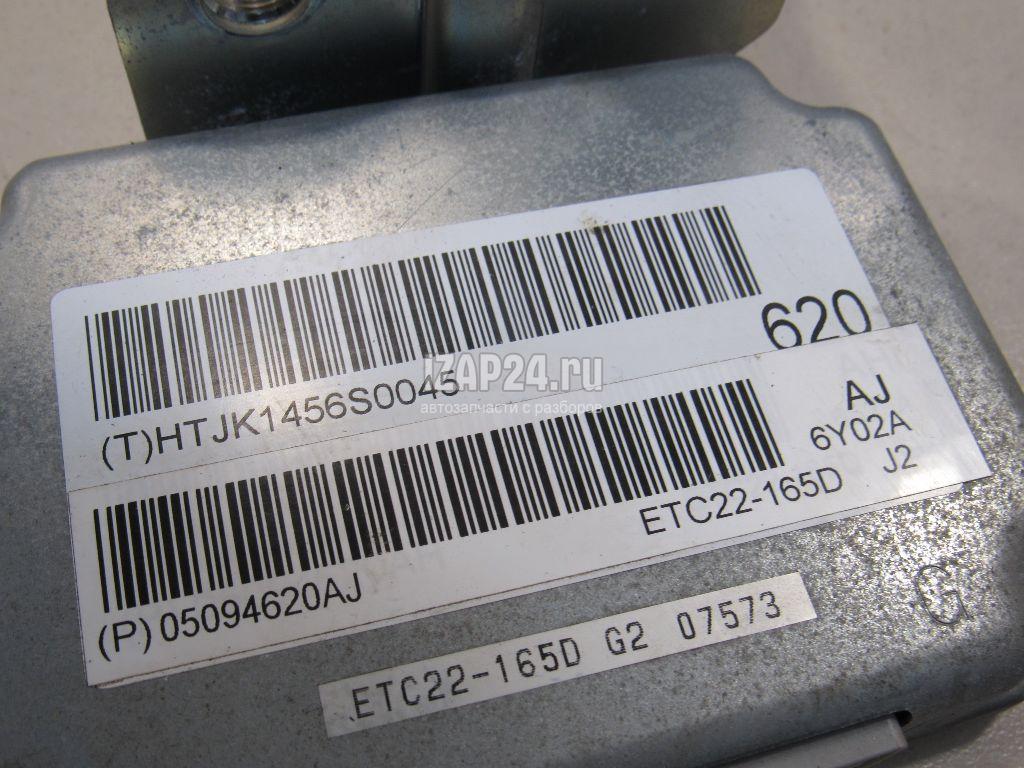 620
(T)HTJK1456S0045
IZAP24.ru
автозапчасти с разборов
AJ
6Y02A
ETC22-165D J2
(P)05094620AJ
ETC22-165D G2 07573
G